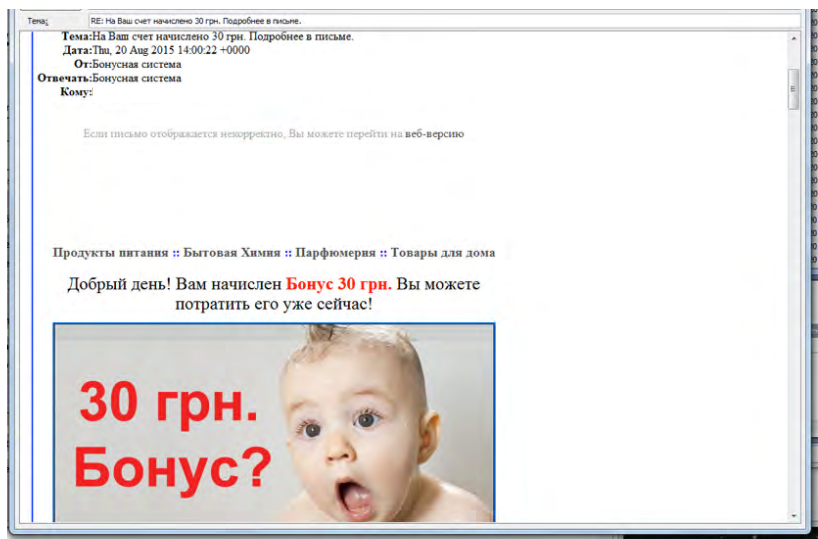 Тема: RE: На Ваш счет начислено 30 грн. Подробнее в письме.
Тема:На Ваш счет начислено 30 грн. Подробнее в письме.
Дата:Thu, 20 Aug 2015 14:00:22 +0000
От:Бонусная система
Отвечать:Бонусная система
Кому:
Если письмо отображается некорректно, Вы можете перейти на веб-версию
Продукты питания :: Бытовая Химия :: Парфюмерия :: Товары для дома
Добрый день! Вам начислен Бонус 30 грн. Вы можете
потратить его уже сейчас!
30 грн.
Бонус?